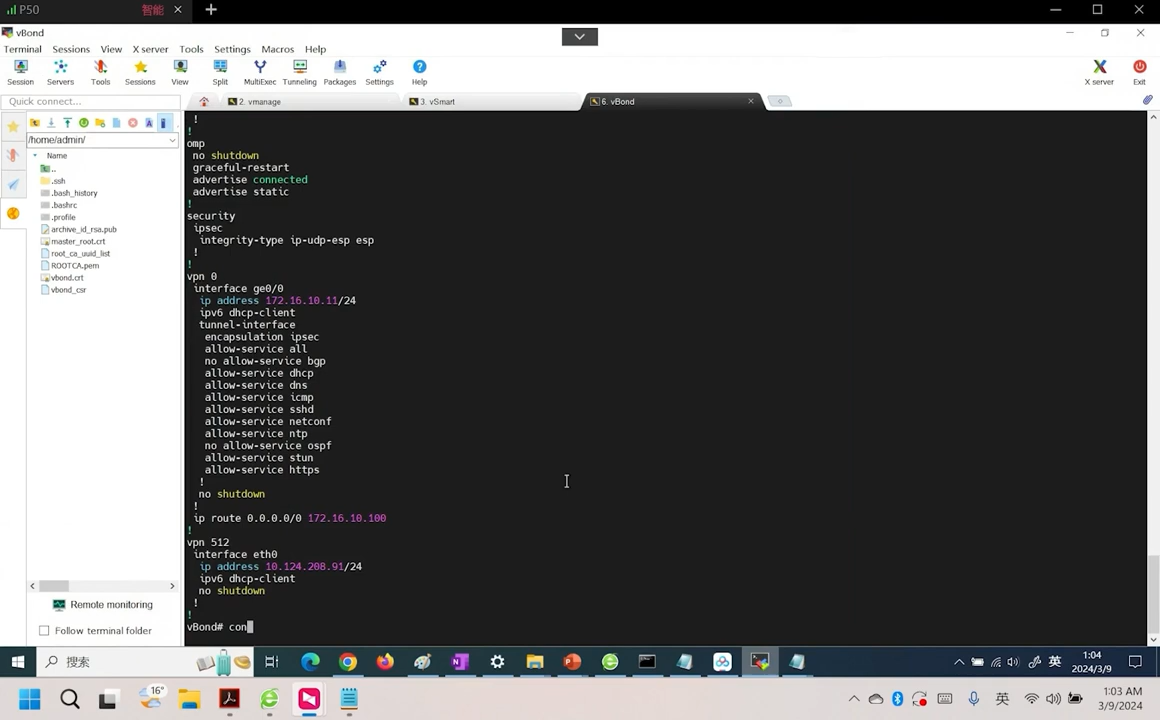 P50
智能
vBond
Terminal Sessions View X server Tools Settings Macros Help
Session Servers Tools Sessions View Split MultiExec Tunneling Packages Settings Help X server Exit
Quick connect...
2. vmanage
3. vSmart
6. vBond
/home/admin/
Name
..
.ssh
.bash_history
.bashrc
.profile
archive_id_rsa.pub
master_root.crt
root_ca_uuid_list
ROOTCA.pem
vbond.crt
vbond_csr
Remote monitoring
Follow terminal folder
!
!
omp
no shutdown
graceful-restart
advertise connected
advertise static
!
security
ipsec
integrity-type ip-udp-esp esp
!
!
vpn 0
interface ge0/0
ip address 172.16.10.11/24
ipv6 dhcp-client
tunnel-interface
encapsulation ipsec
allow-service all
no allow-service bgp
allow-service dhcp
allow-service dns
allow-service icmp
allow-service sshd
allow-service netconf
allow-service ntp
no allow-service ospf
allow-service stun
allow-service https
!
no shutdown
!
ip route 0.0.0.0/0 172.16.10.100
!
vpn 512
interface eth0
ip address 10.124.208.91/24
ipv6 dhcp-client
no shutdown
!
!
vBond# con
搜索
英
1:04
2024/3/9
16°
英
1:03 AM
3/9/2024